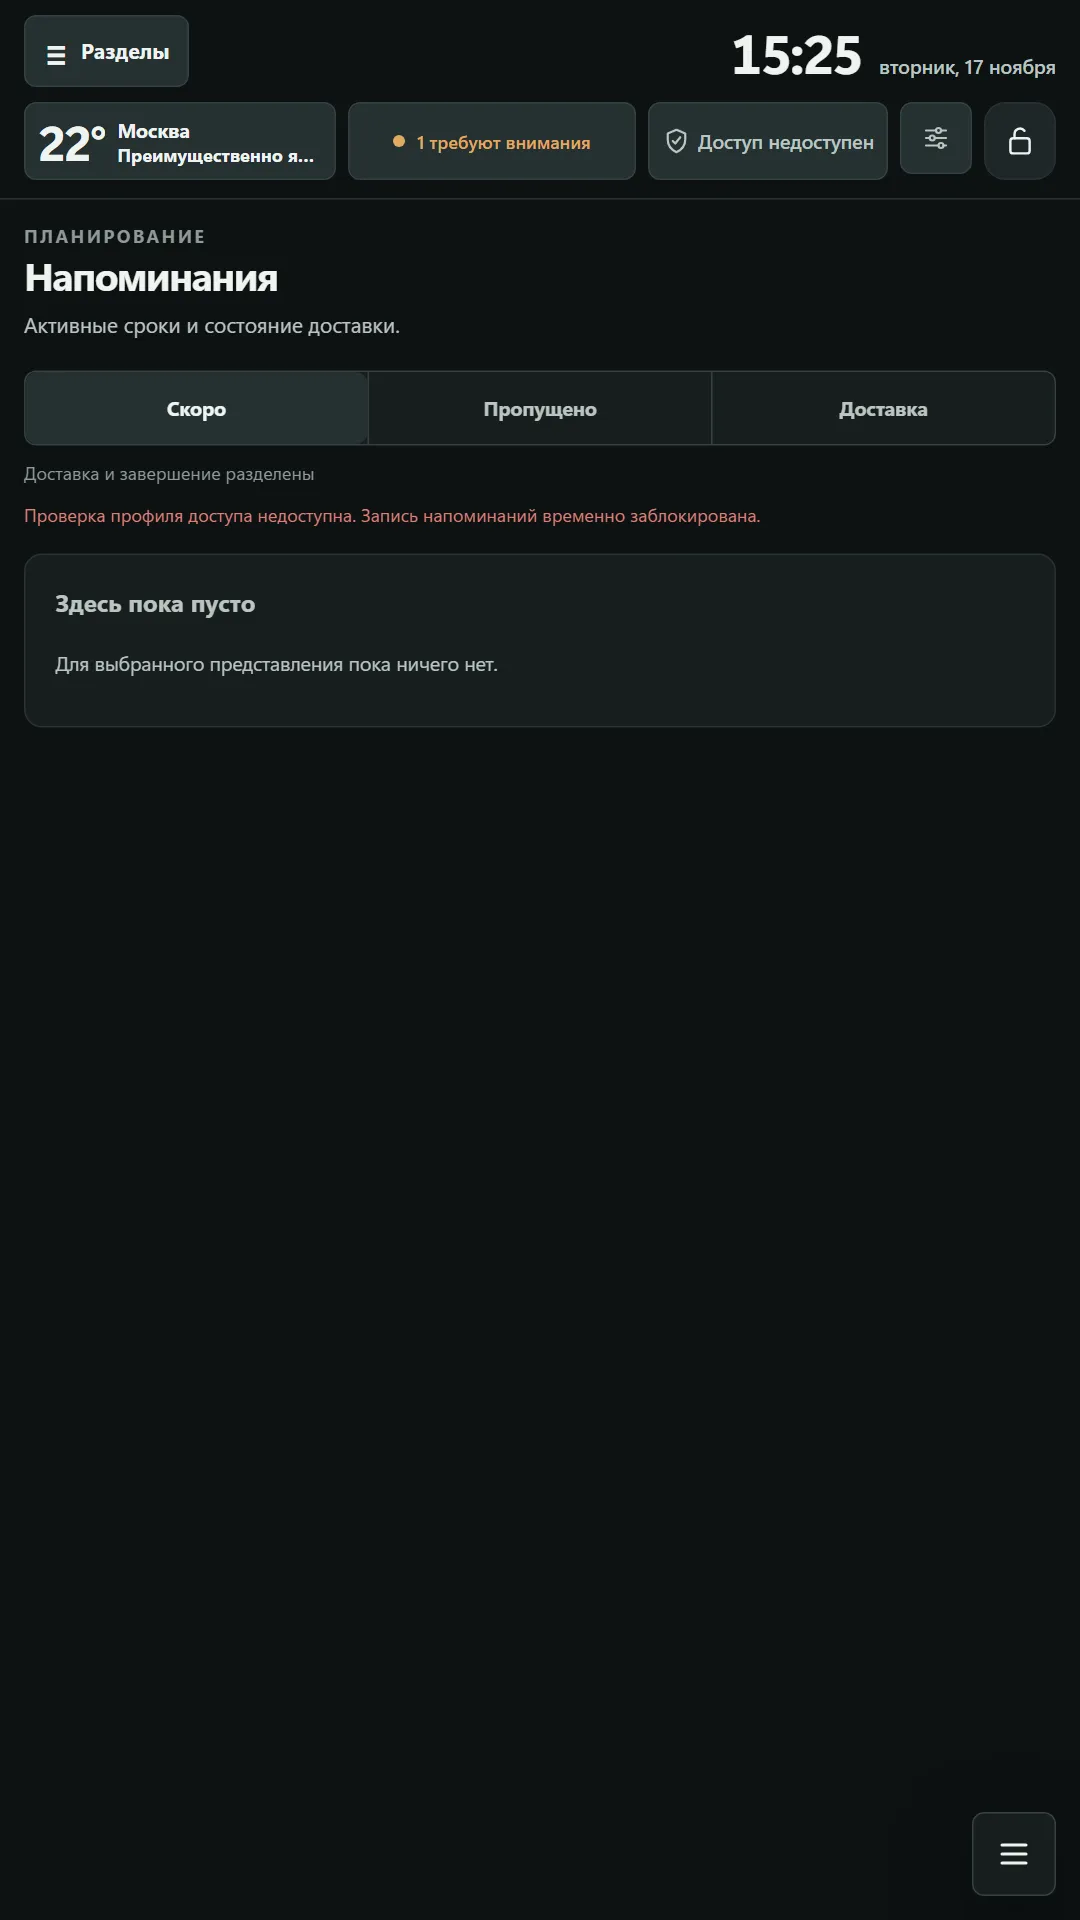 Разделы
15:25 вторник, 17 ноября
22° Москва
Преимущественно я...
1 требуют внимания
Доступ недоступен
ПЛАНИРОВАНИЕ
Напоминания
Активные сроки и состояние доставки.
Скоро
Пропущено
Доставка
Доставка и завершение разделены
Проверка профиля доступа недоступна. Запись напоминаний временно заблокирована.
Здесь пока пусто
Для выбранного представления пока ничего нет.